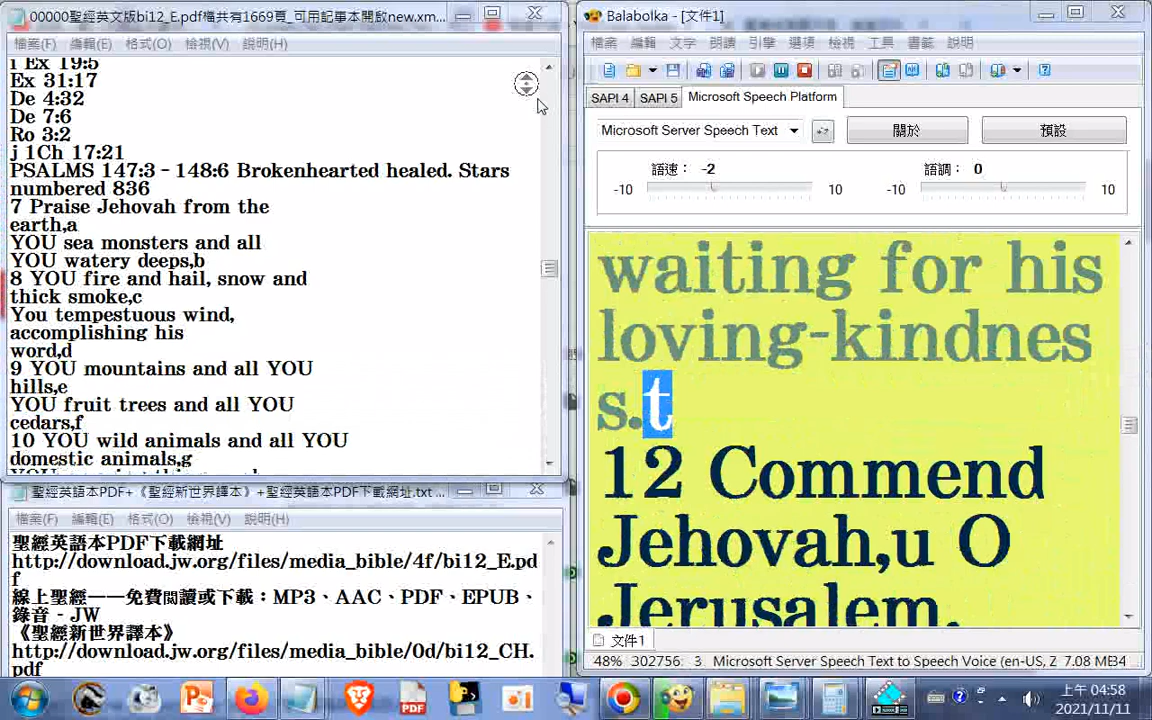 00000聖經英文版bi12_E.pdf檔共有1669頁_可用記事本開啟new.xm...
檔案(F) 編輯(E) 格式(O) 檢視(V) 說明(H)
i Ex 19:5
Ex 31:17
De 4:32
De 7:6
Ro 3:2
j 1Ch 17:21
PSALMS 147:3–148:6 Brokenhearted healed. Stars
numbered 836
7 Praise Jehovah from the
earth,a
YOU sea monsters and all
YOU watery deeps,b
8 YOU fire and hail, snow and
thick smoke,c
You tempestuous wind,
accomplishing his
word,d
9 YOU mountains and all YOU
hills,e
YOU fruit trees and all YOU
cedars,f
10 YOU wild animals and all YOU
domestic animals,g
聖經英語本PDF+《聖經新世界譯本》+聖經英語本PDF下載網址.txt ...
檔案(F) 編輯(E) 格式(O) 檢視(V) 說明(H)
聖經英語本PDF下載網址
http://download.jw.org/files/media_bible/4f/bi12_E.pd
f
線上聖經——免費閱讀或下載：MP3、AAC、PDF、EPUB、
錄音 - JW
《聖經新世界譯本》
http://download.jw.org/files/media_bible/0d/bi12_CH.
pdf
Balabolka - [文件1]
檔案 編輯 文字 朗讀 引擎 選項 檢視 工具 書籤 說明
SAPI 4 SAPI 5 Microsoft Speech Platform
Microsoft Server Speech Text 關於 預設
語速： -2 語調： 0
-10 10 -10 10
waiting for his
loving-kindnes
s.t
12 Commend
Jehovah,u O
Jerusalem.
文件1
48% 302756: 3 Microsoft Server Speech Text to Speech Voice (en-US, Z 7.08 MB34
上午 04:58
2021/11/11